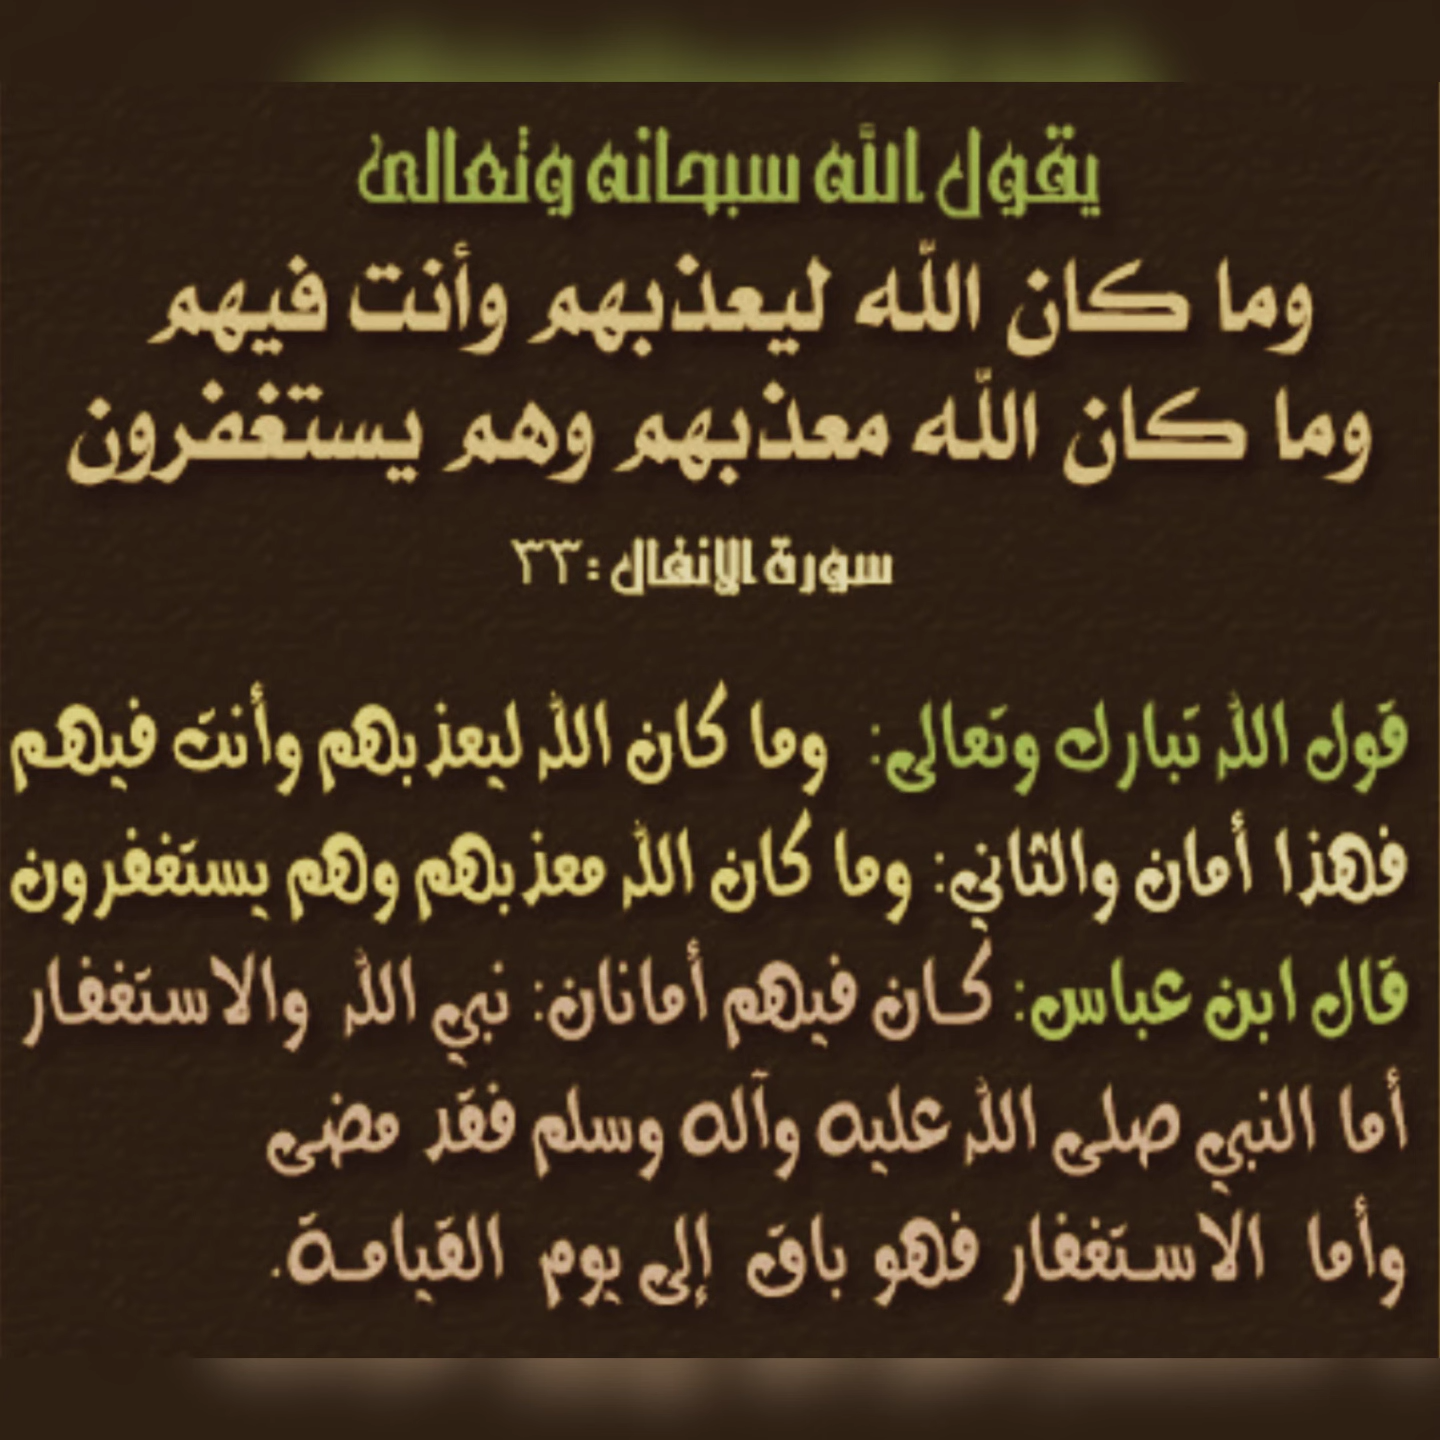 يقول الله سبحانه وتعالى
وما كان الله ليعذبهم وأنت فيهم
وما كان الله معذبهم وهم يستغفرون
سورة الانفال : ٣٣
قول الله تبارك وتعالى: وما كان الله ليعذبهم وأنت فيهم
فهذا أمان والثاني: وما كان الله معذبهم وهم يستغفرون
قال ابن عباس: كان فيهم أمانان: نبي الله والاستغفار
أما النبي صلى الله عليه وآله وسلم فقد مضى
وأما الاستغفار فهو باق إلى يوم القيامة.